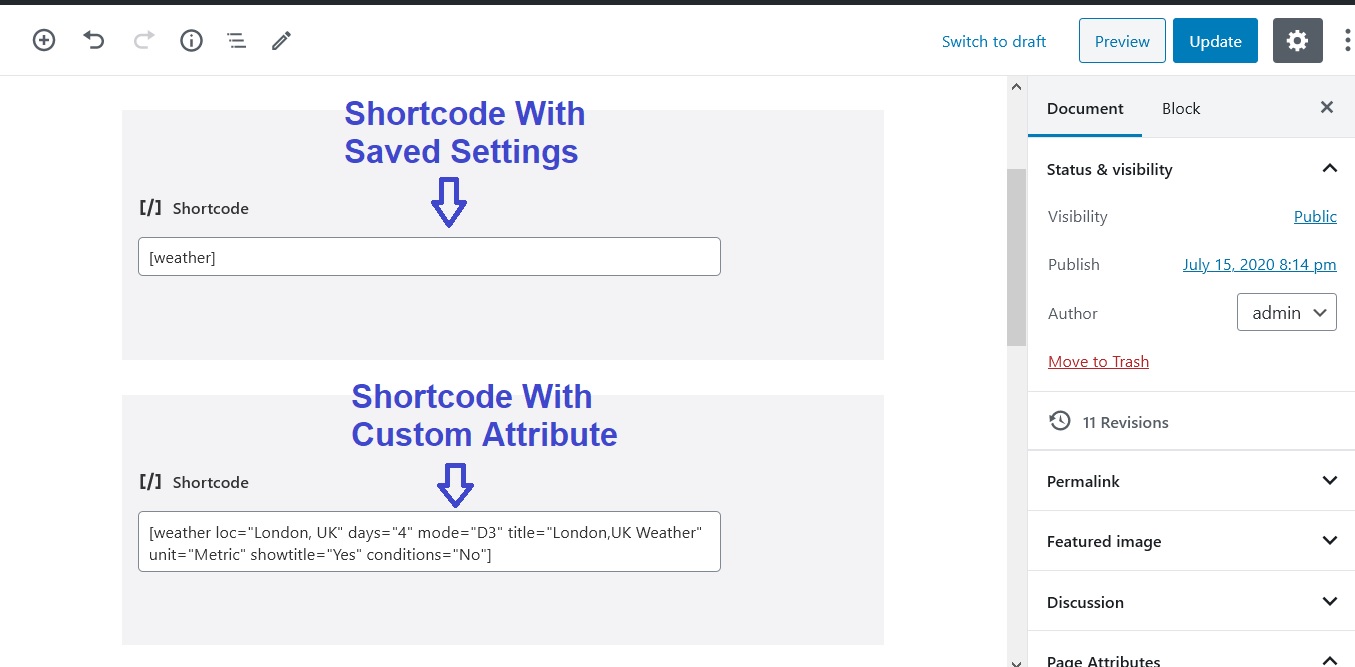 Switch to draft
Preview
Update
Shortcode With
Saved Settings
[/] Shortcode
[weather]
Shortcode With
Custom Attribute
[/] Shortcode
[weather loc="London, UK" days="4" mode="D3" title="London,UK Weather"
unit="Metric" showtitle="Yes" conditions="No"]
Document
Block
Status & visibility
Visibility
Public
Publish
July 15, 2020 8:14 pm
Author
admin
Move to Trash
11 Revisions
Permalink
Featured image
Discussion
Page Attributes